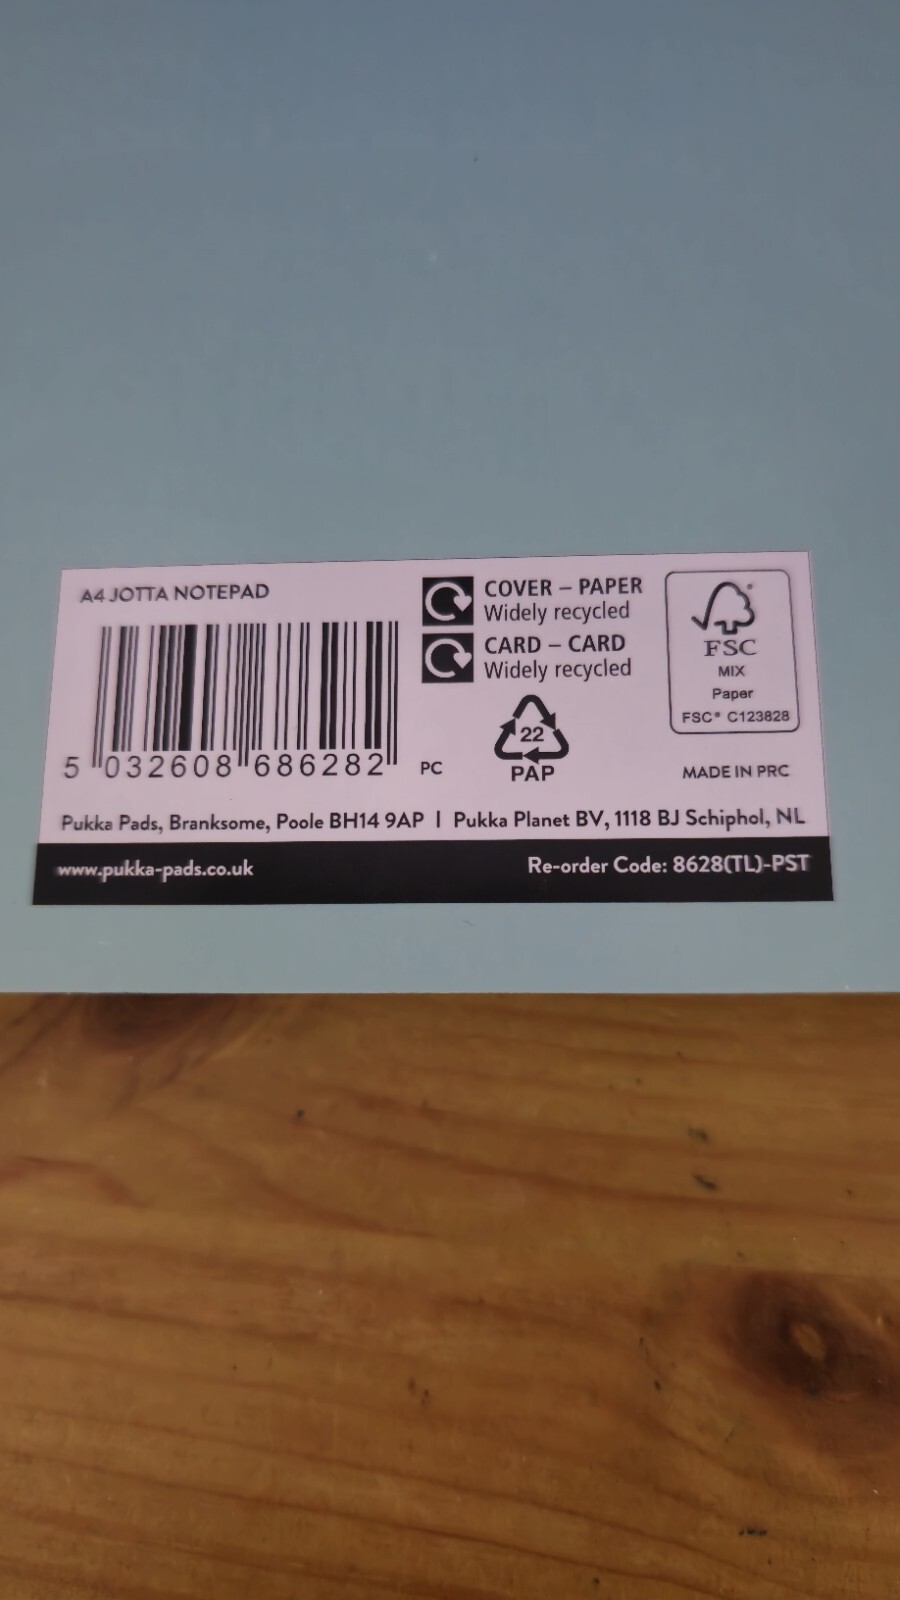 A4 JOTTA NOTEPAD
5 032608 686282
PC
COVER – PAPER
Widely recycled
CARD – CARD
Widely recycled
22
PAP
FSC
MIX
Paper
FSC® C123828
MADE IN PRC
Pukka Pads, Branksome, Poole BH14 9AP | Pukka Planet BV, 1118 BJ Schiphol, NL
www.pukka-pads.co.uk
Re-order Code: 8628(TL)-PST